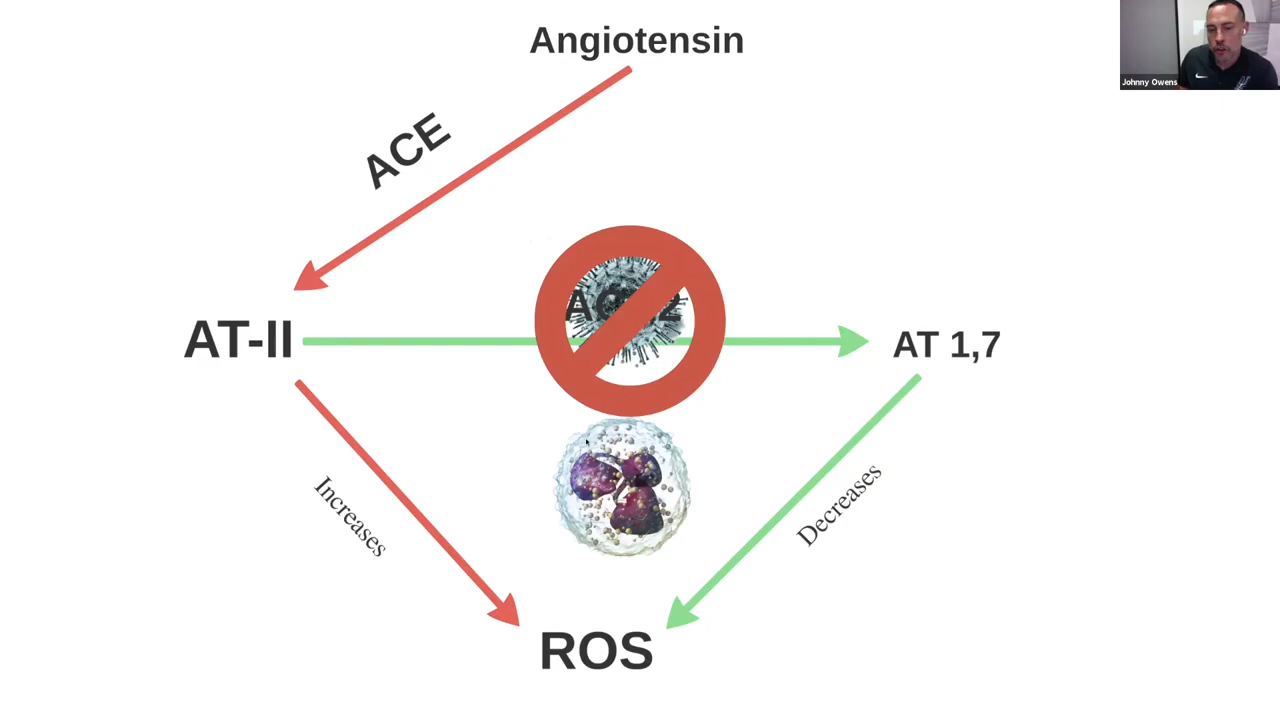 Angiotensin
Johnny Owens
ACE
AT-II
AT 1,7
Increases
Decreases
ROS